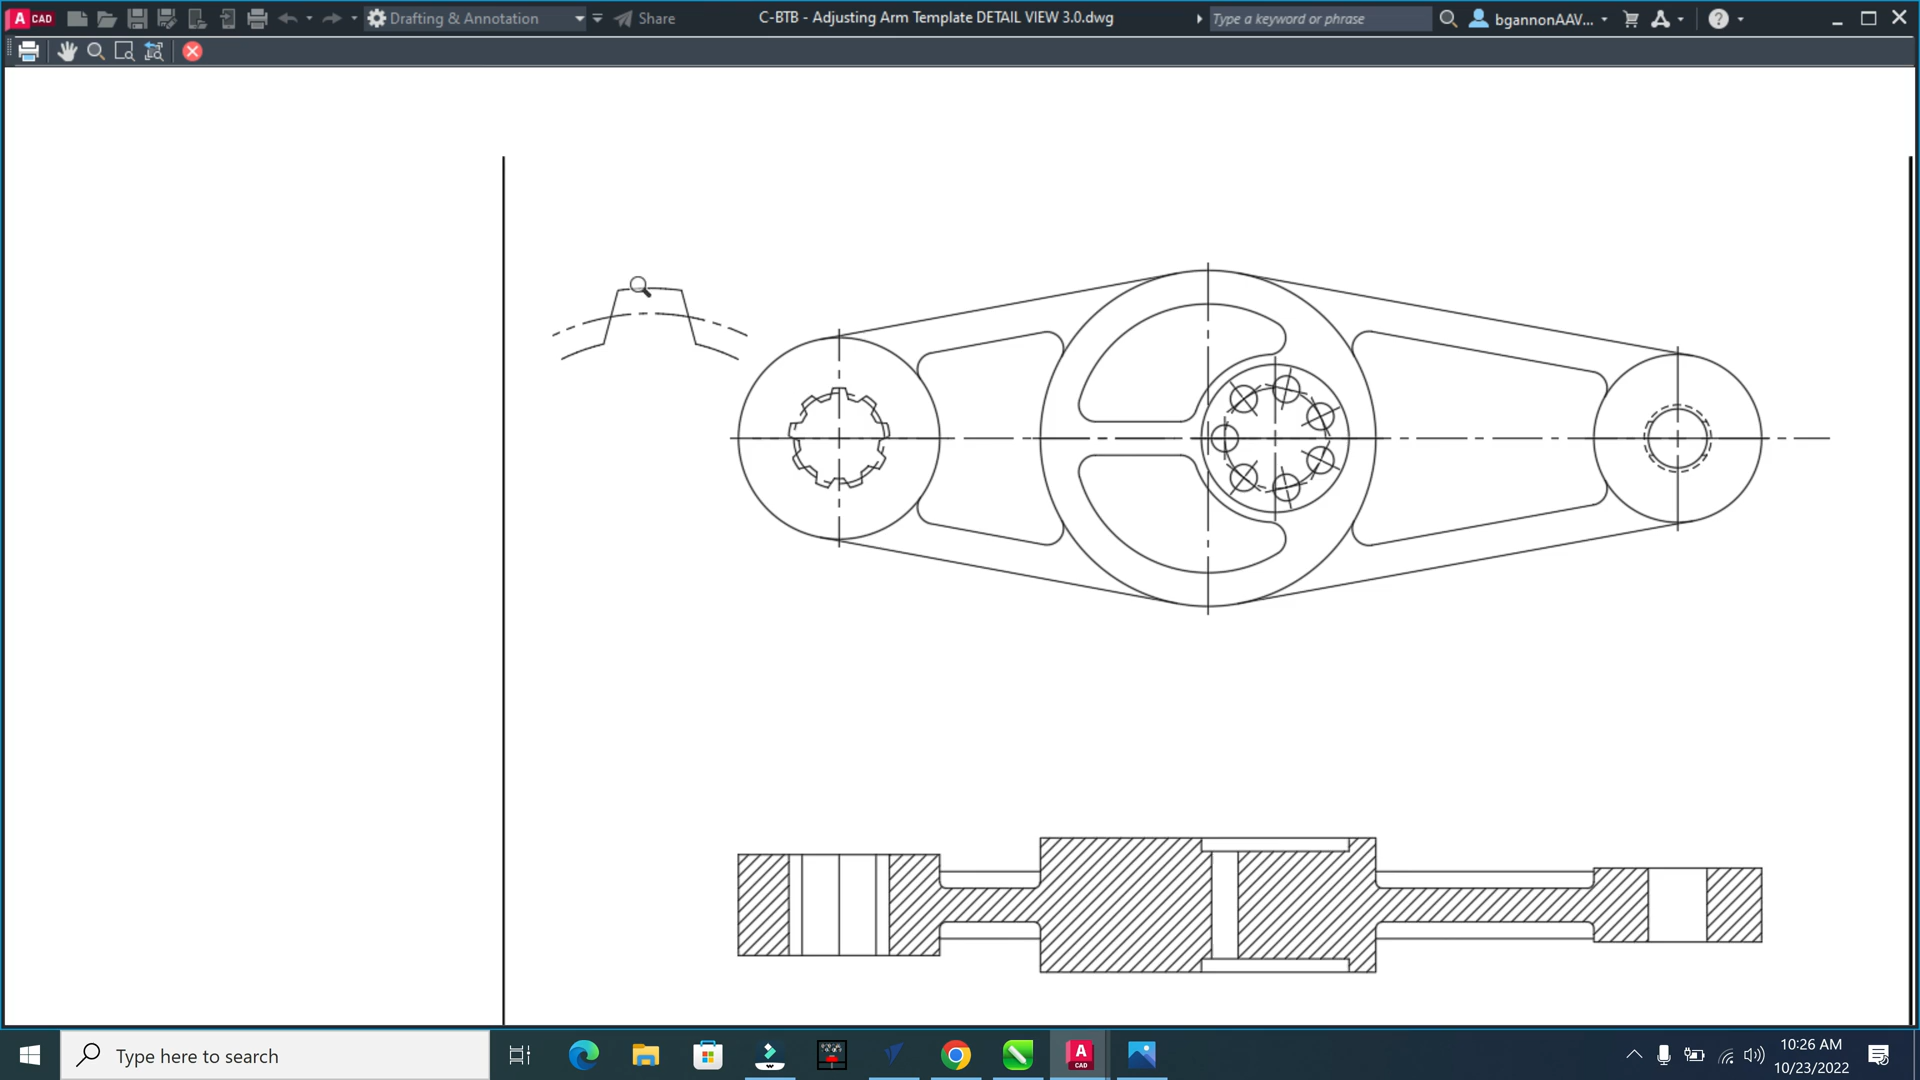 A CAD
Drafting & Annotation
Share
C-BTB - Adjusting Arm Template DETAIL VIEW 3.0.dwg
Type a keyword or phrase
bgannonAAV...
?
Type here to search
A
CAD
10:26 AM
10/23/2022